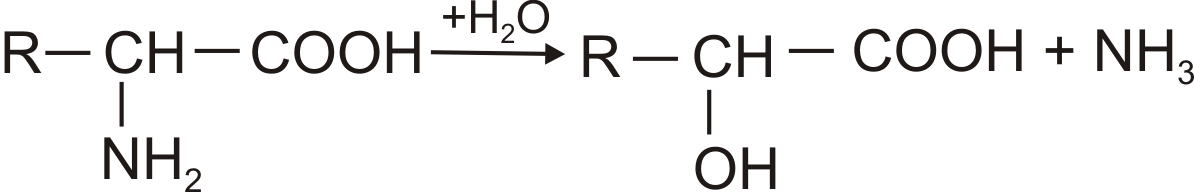 R—CH—COOH +H₂O R—CH—COOH + NH₃
NH₂ OH